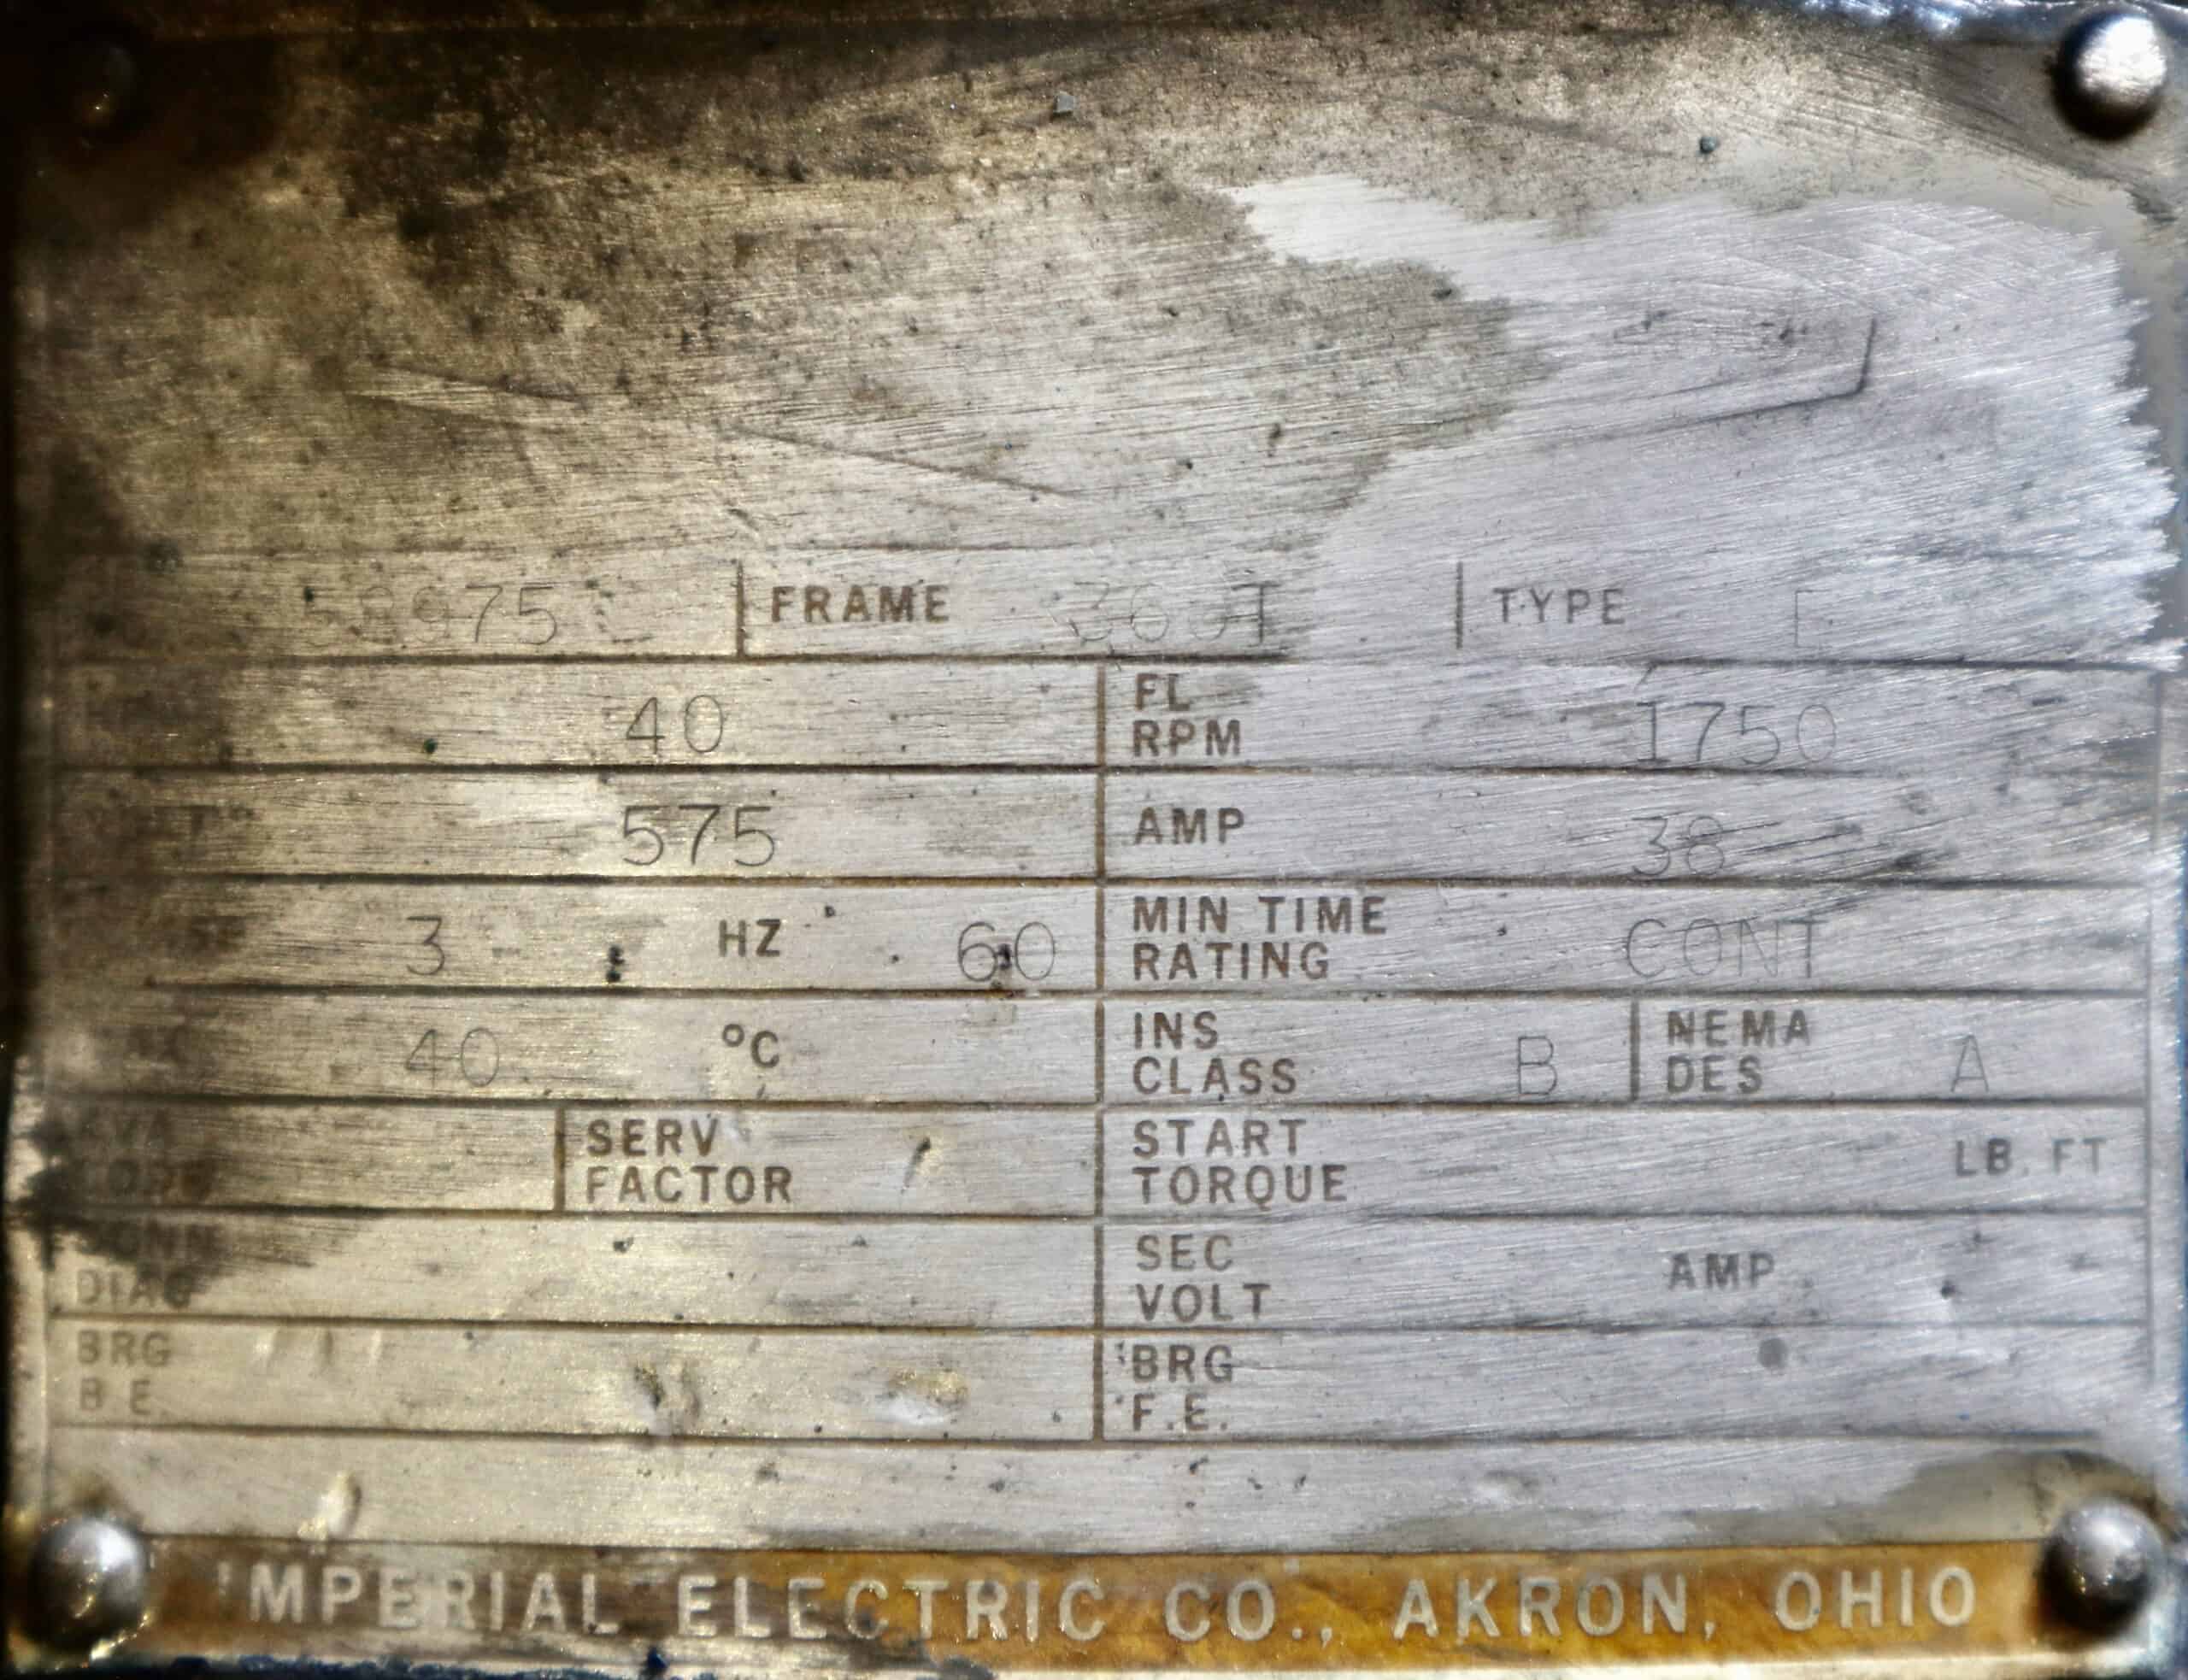 FRAME TYPE
40 FL RPM 1750
575 AMP 38
3 HZ 60 MIN TIME RATING CONT
40 °C INS CLASS B NEMA DES A
SERV FACTOR START TORQUE LB. FT
DIAG SEC VOLT AMP
BRG B E BRG F.E.
IMPERIAL ELECTRIC CO., AKRON, OHIO